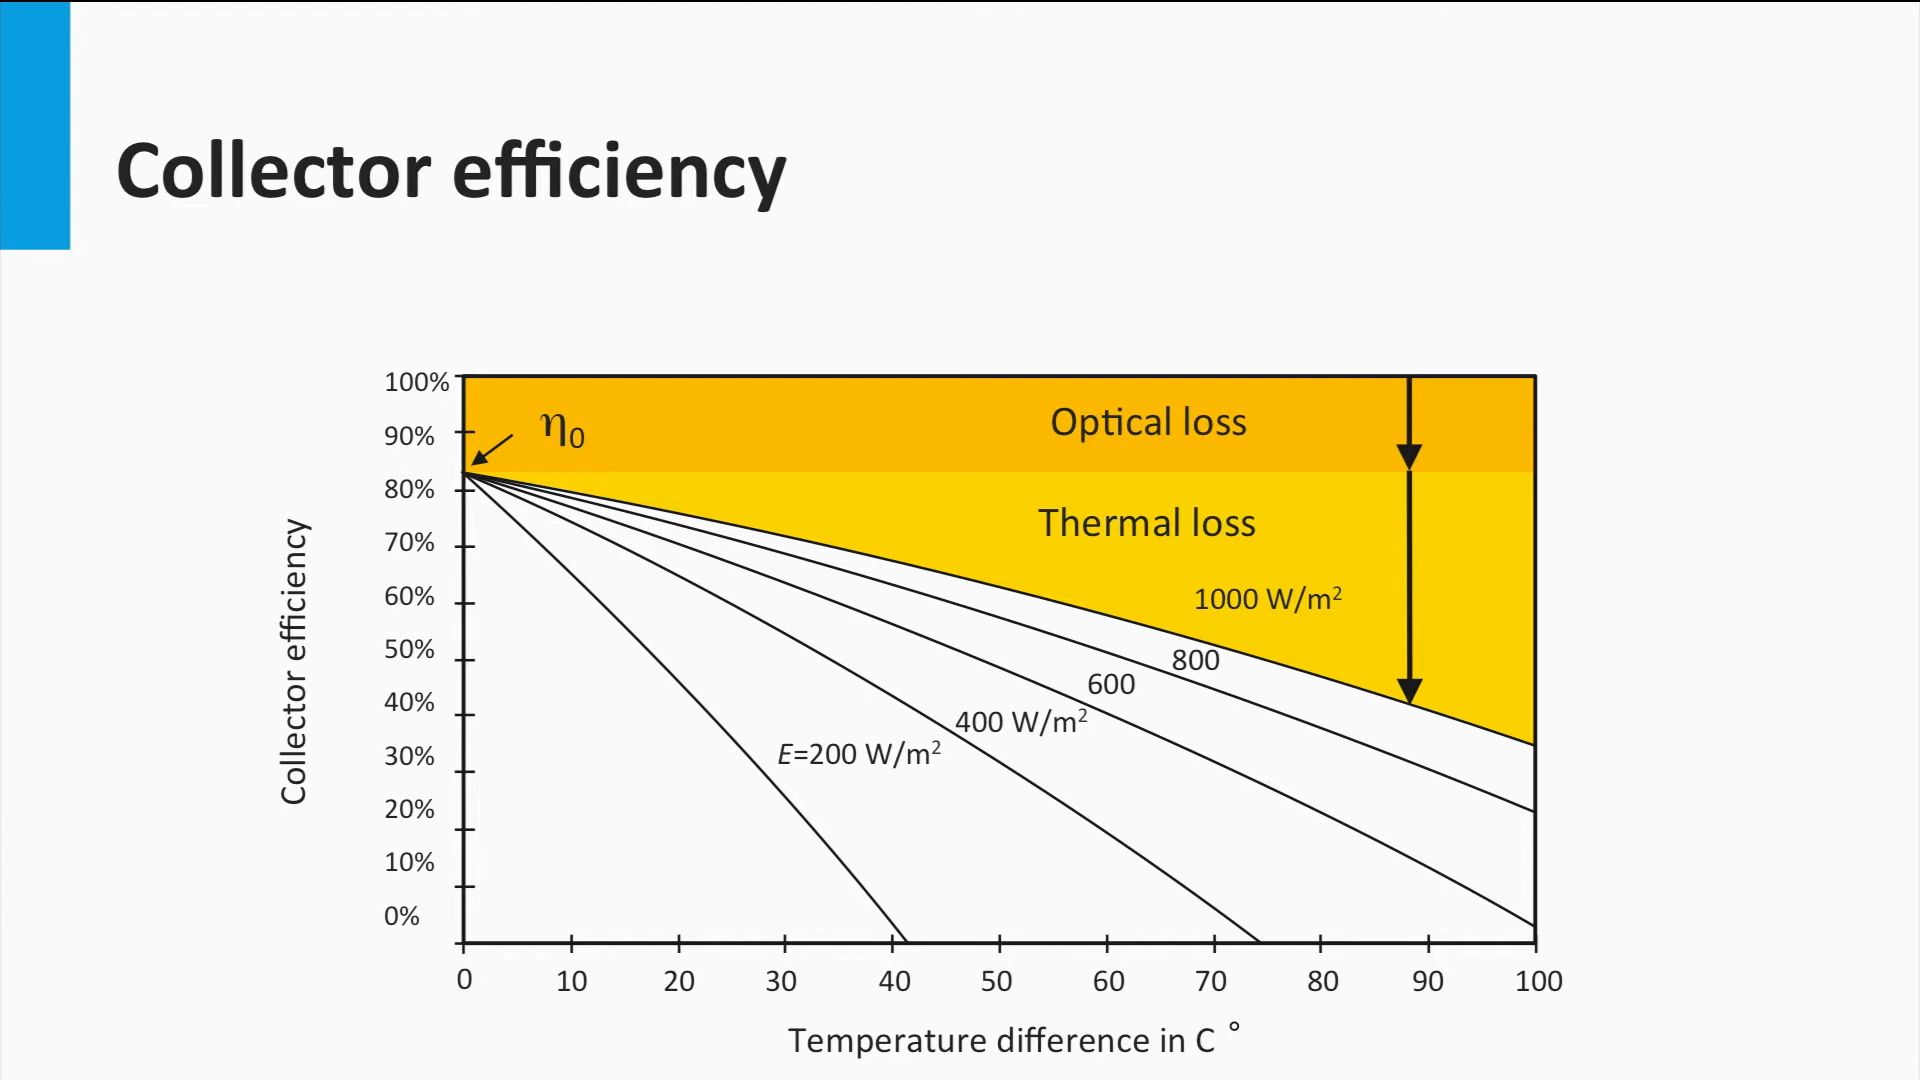 Collector efficiency
100%
90%
80%
70%
60%
50%
40%
30%
20%
10%
0%
Collector efficiency
η₀
Optical loss
Thermal loss
1000 W/m²
800
600
400 W/m²
E=200 W/m²
0 10 20 30 40 50 60 70 80 90 100
Temperature difference in C °